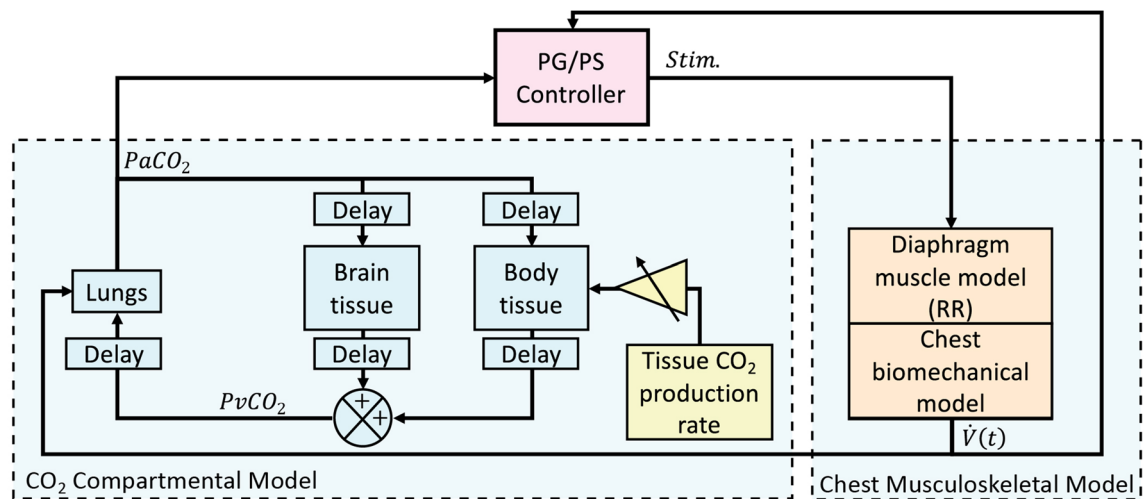 PG/PS
Controller
Stim.
PaCO₂
Delay
Delay
Brain
tissue
Body
tissue
Lungs
Delay
Delay
Delay
Tissue CO₂
production
rate
PvCO₂
+
+
CO₂ Compartmental Model
Diaphragm
muscle model
(RR)
Chest
biomechanical
model
V̇(t)
Chest Musculoskeletal Model